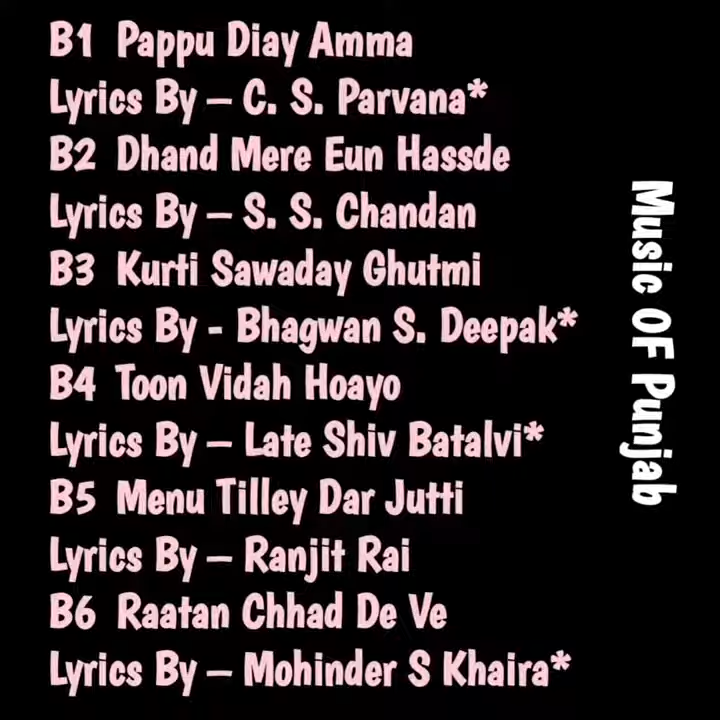 B1 Pappu Diay Amma
Lyrics By – C. S. Parvana*
B2 Dhand Mere Eun Hassde
Lyrics By – S. S. Chandan
B3 Kurti Sawaday Ghutmi
Lyrics By - Bhagwan S. Deepak*
B4 Toon Vidah Hoayo
Lyrics By – Late Shiv Batalvi*
B5 Menu Tilley Dar Jutti
Lyrics By – Ranjit Rai
B6 Raatan Chhad De Ve
Lyrics By – Mohinder S Khaira*
Music OF Punjab